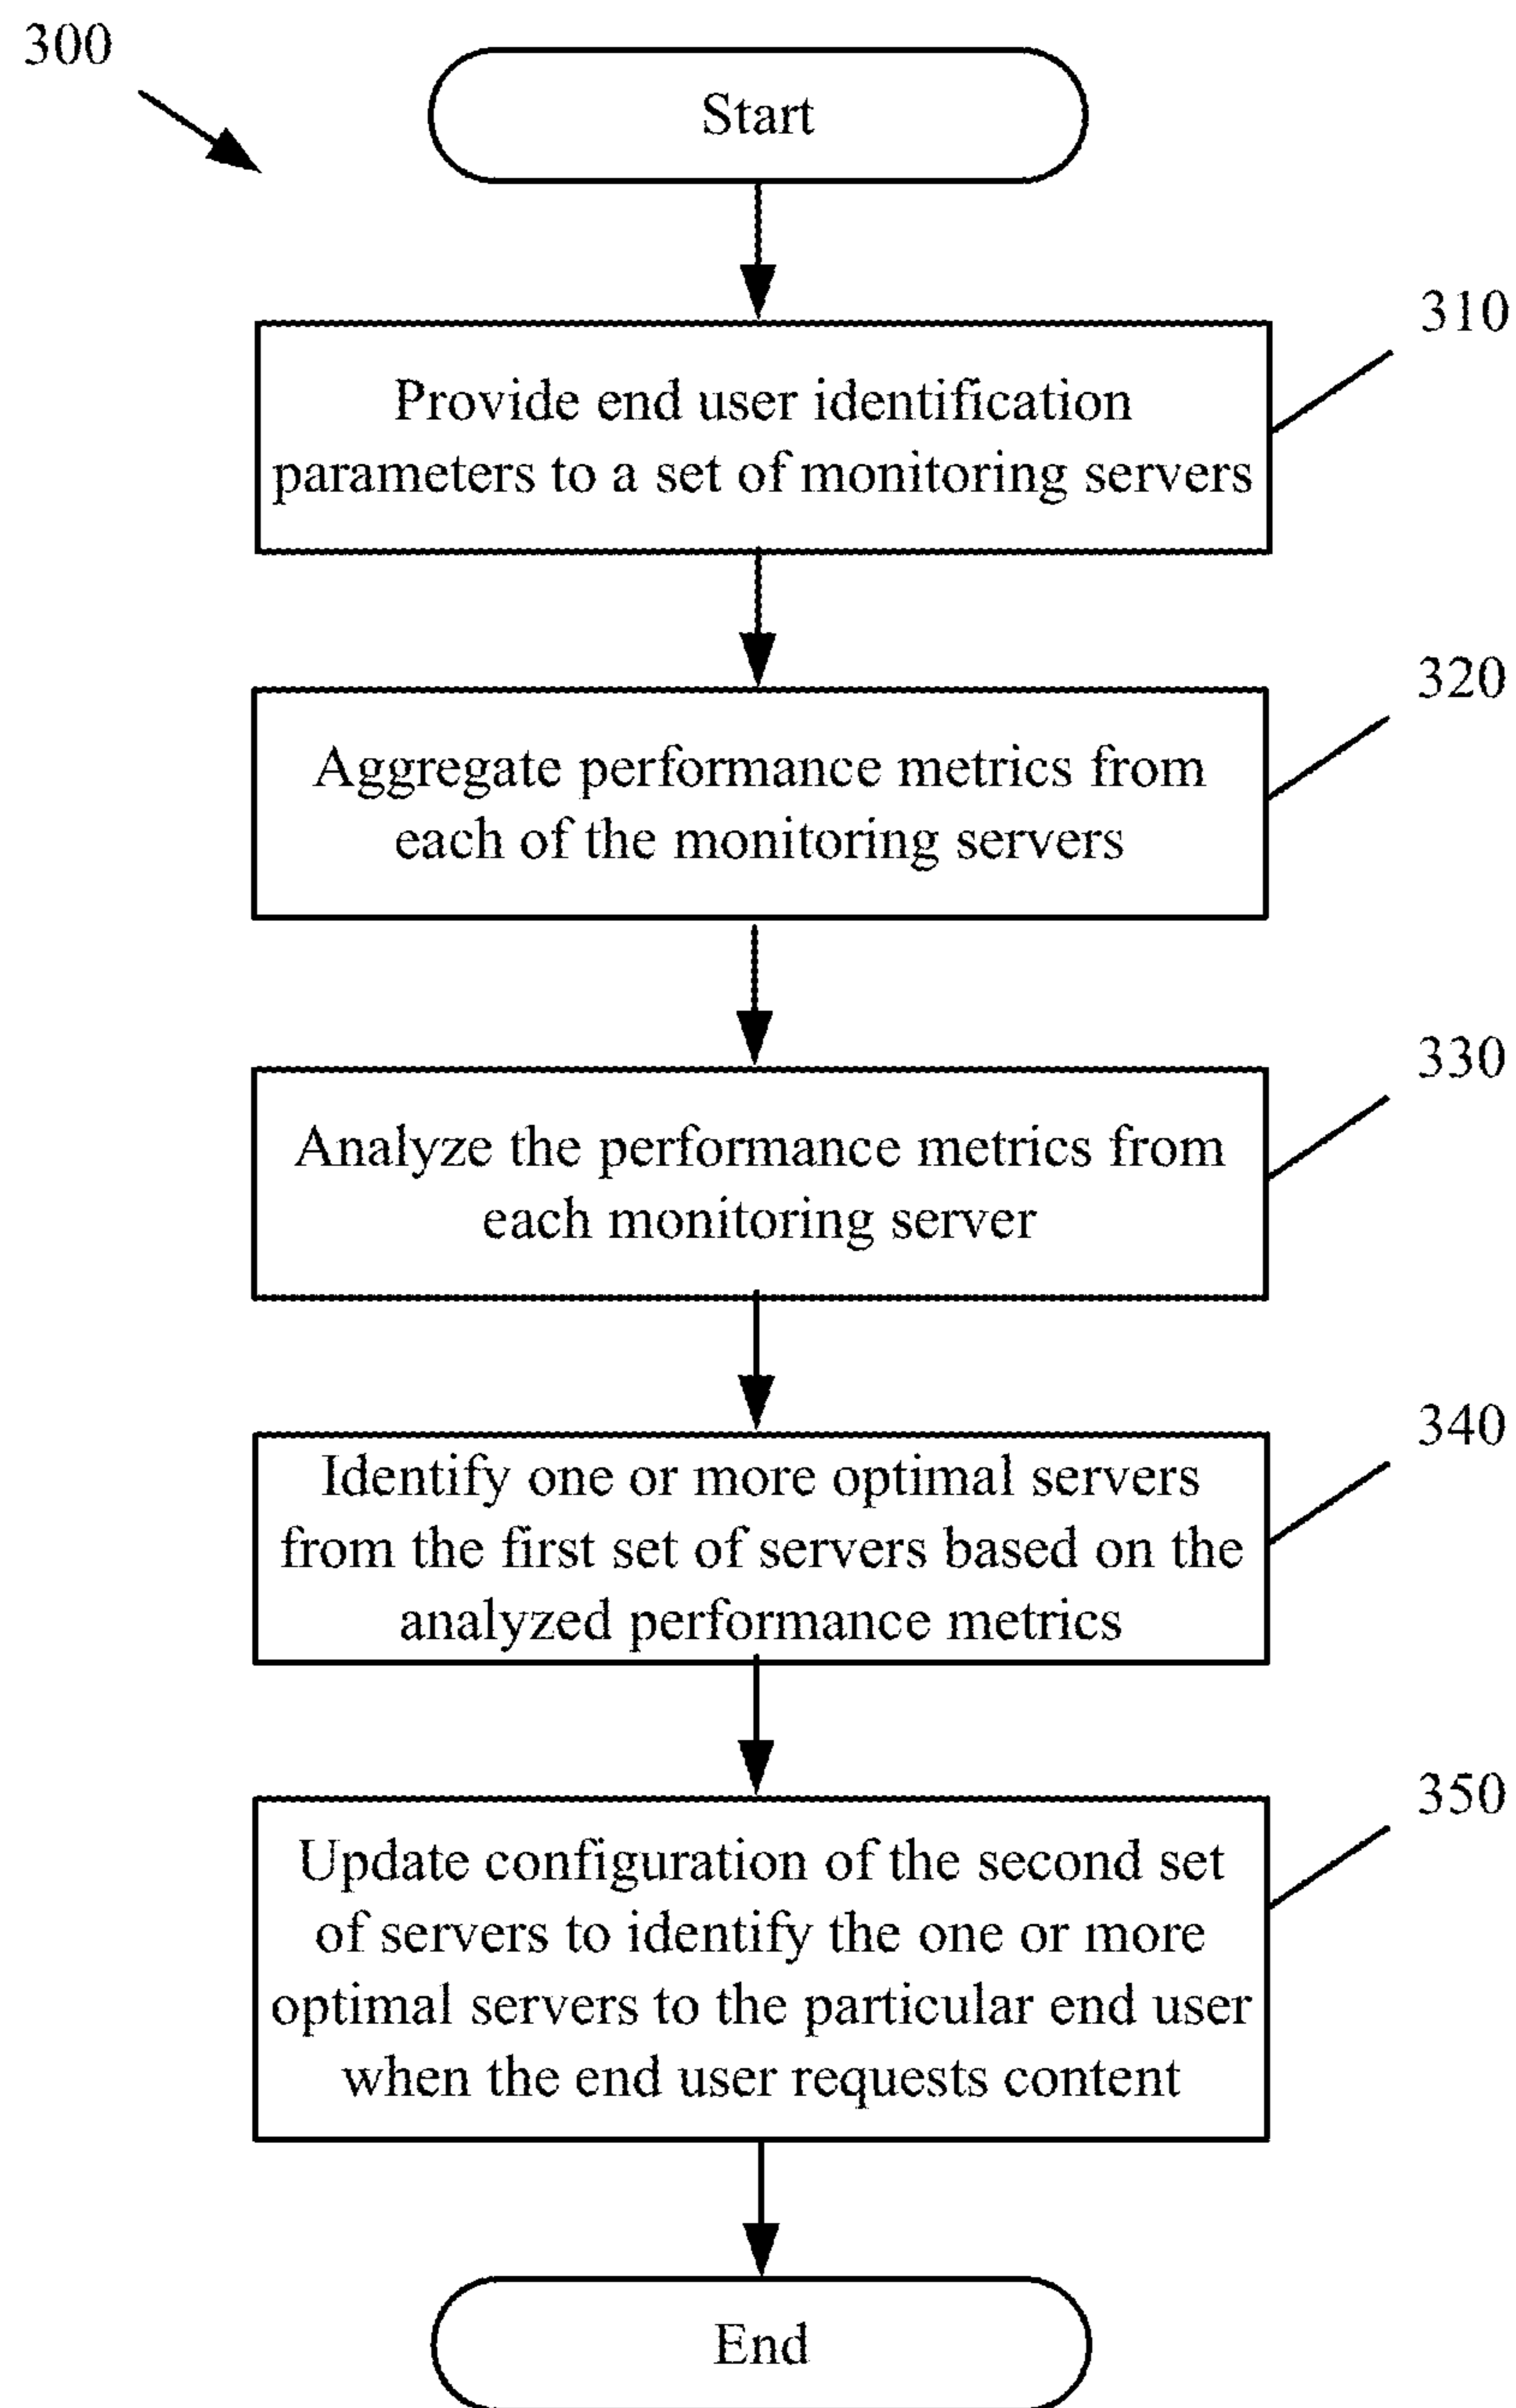 300
Start
310
Provide end user identification
parameters to a set of monitoring servers
320
Aggregate performance metrics from
each of the monitoring servers
330
Analyze the performance metrics from
each monitoring server
340
Identify one or more optimal servers
from the first set of servers based on the
analyzed performance metrics
350
Update configuration of the second set
of servers to identify the one or more
optimal servers to the particular end user
when the end user requests content
End